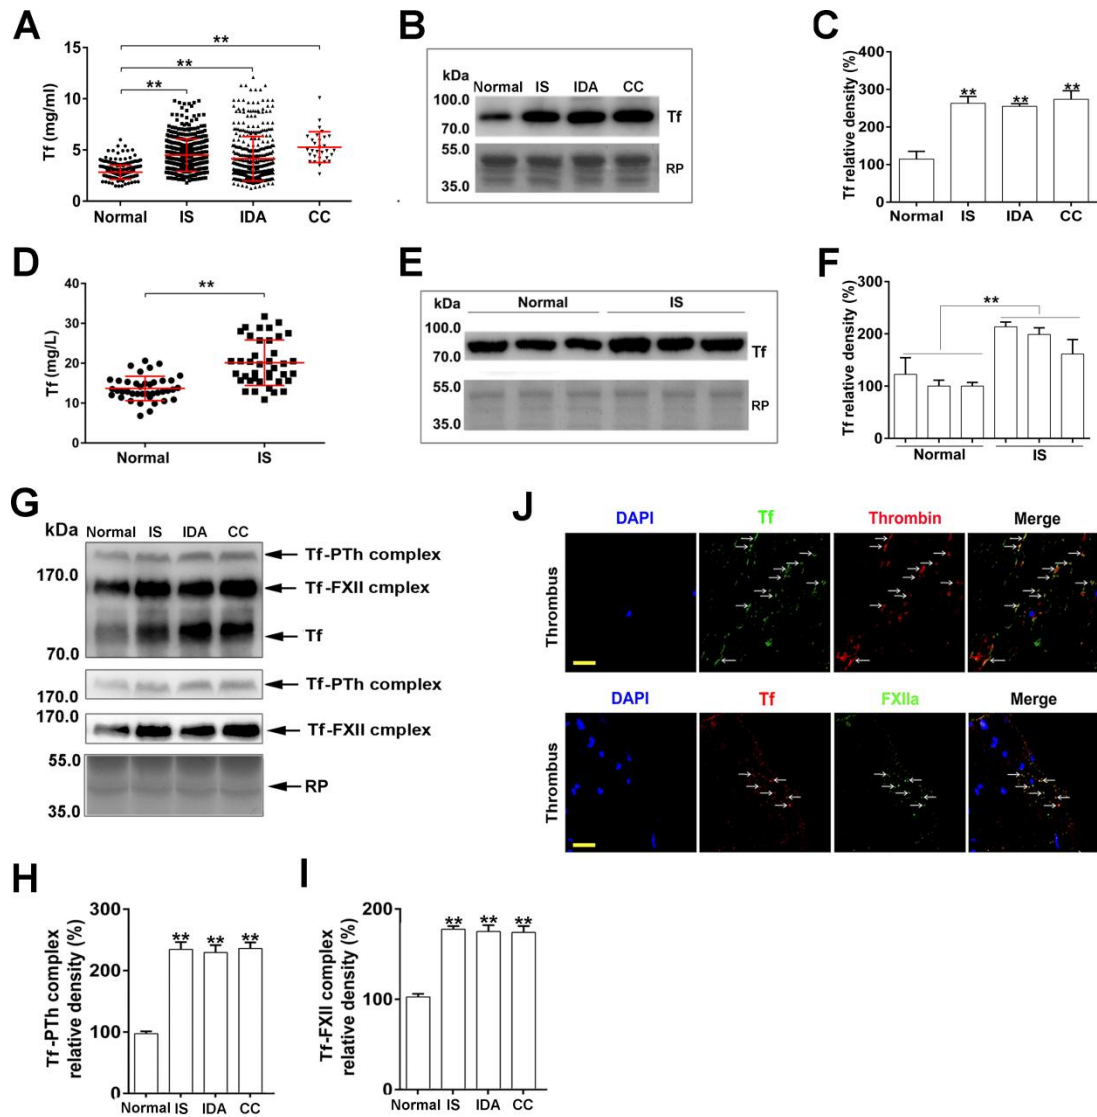 A
Tf (mg/ml)
15
10
5
0
**
**
**
Normal IS IDA CC
B
kDa Normal IS IDA CC
100.0
70.0
Tf
35.0
RP
C
Tf relative density (%)
400
300
200
100
0
** ** **
Normal IS IDA CC
D
Tf (mg/L)
40
30
20
10
0
**
Normal IS
E
kDa Normal IS
100.0
70.0
Tf
55.0
35.0
RP
F
Tf relative density (%)
300
200
100
0
**
Normal IS
G
kDa Normal IS IDA CC
Tf-PTh complex
170.0
Tf-FXII cmplex
Tf
70.0
Tf-PTh complex
170.0
170.0
Tf-FXII cmplex
55.0
RP
35.0
J
DAPI Tf Thrombin Merge
Thrombus
DAPI Tf FXIIa Merge
Thrombus
H
Tf-PTh complex
relative density (%)
300
200
100
0
** ** **
Normal IS IDA CC
I
Tf-FXII complex
relative density (%)
200
100
0
** ** **
Normal IS IDA CC